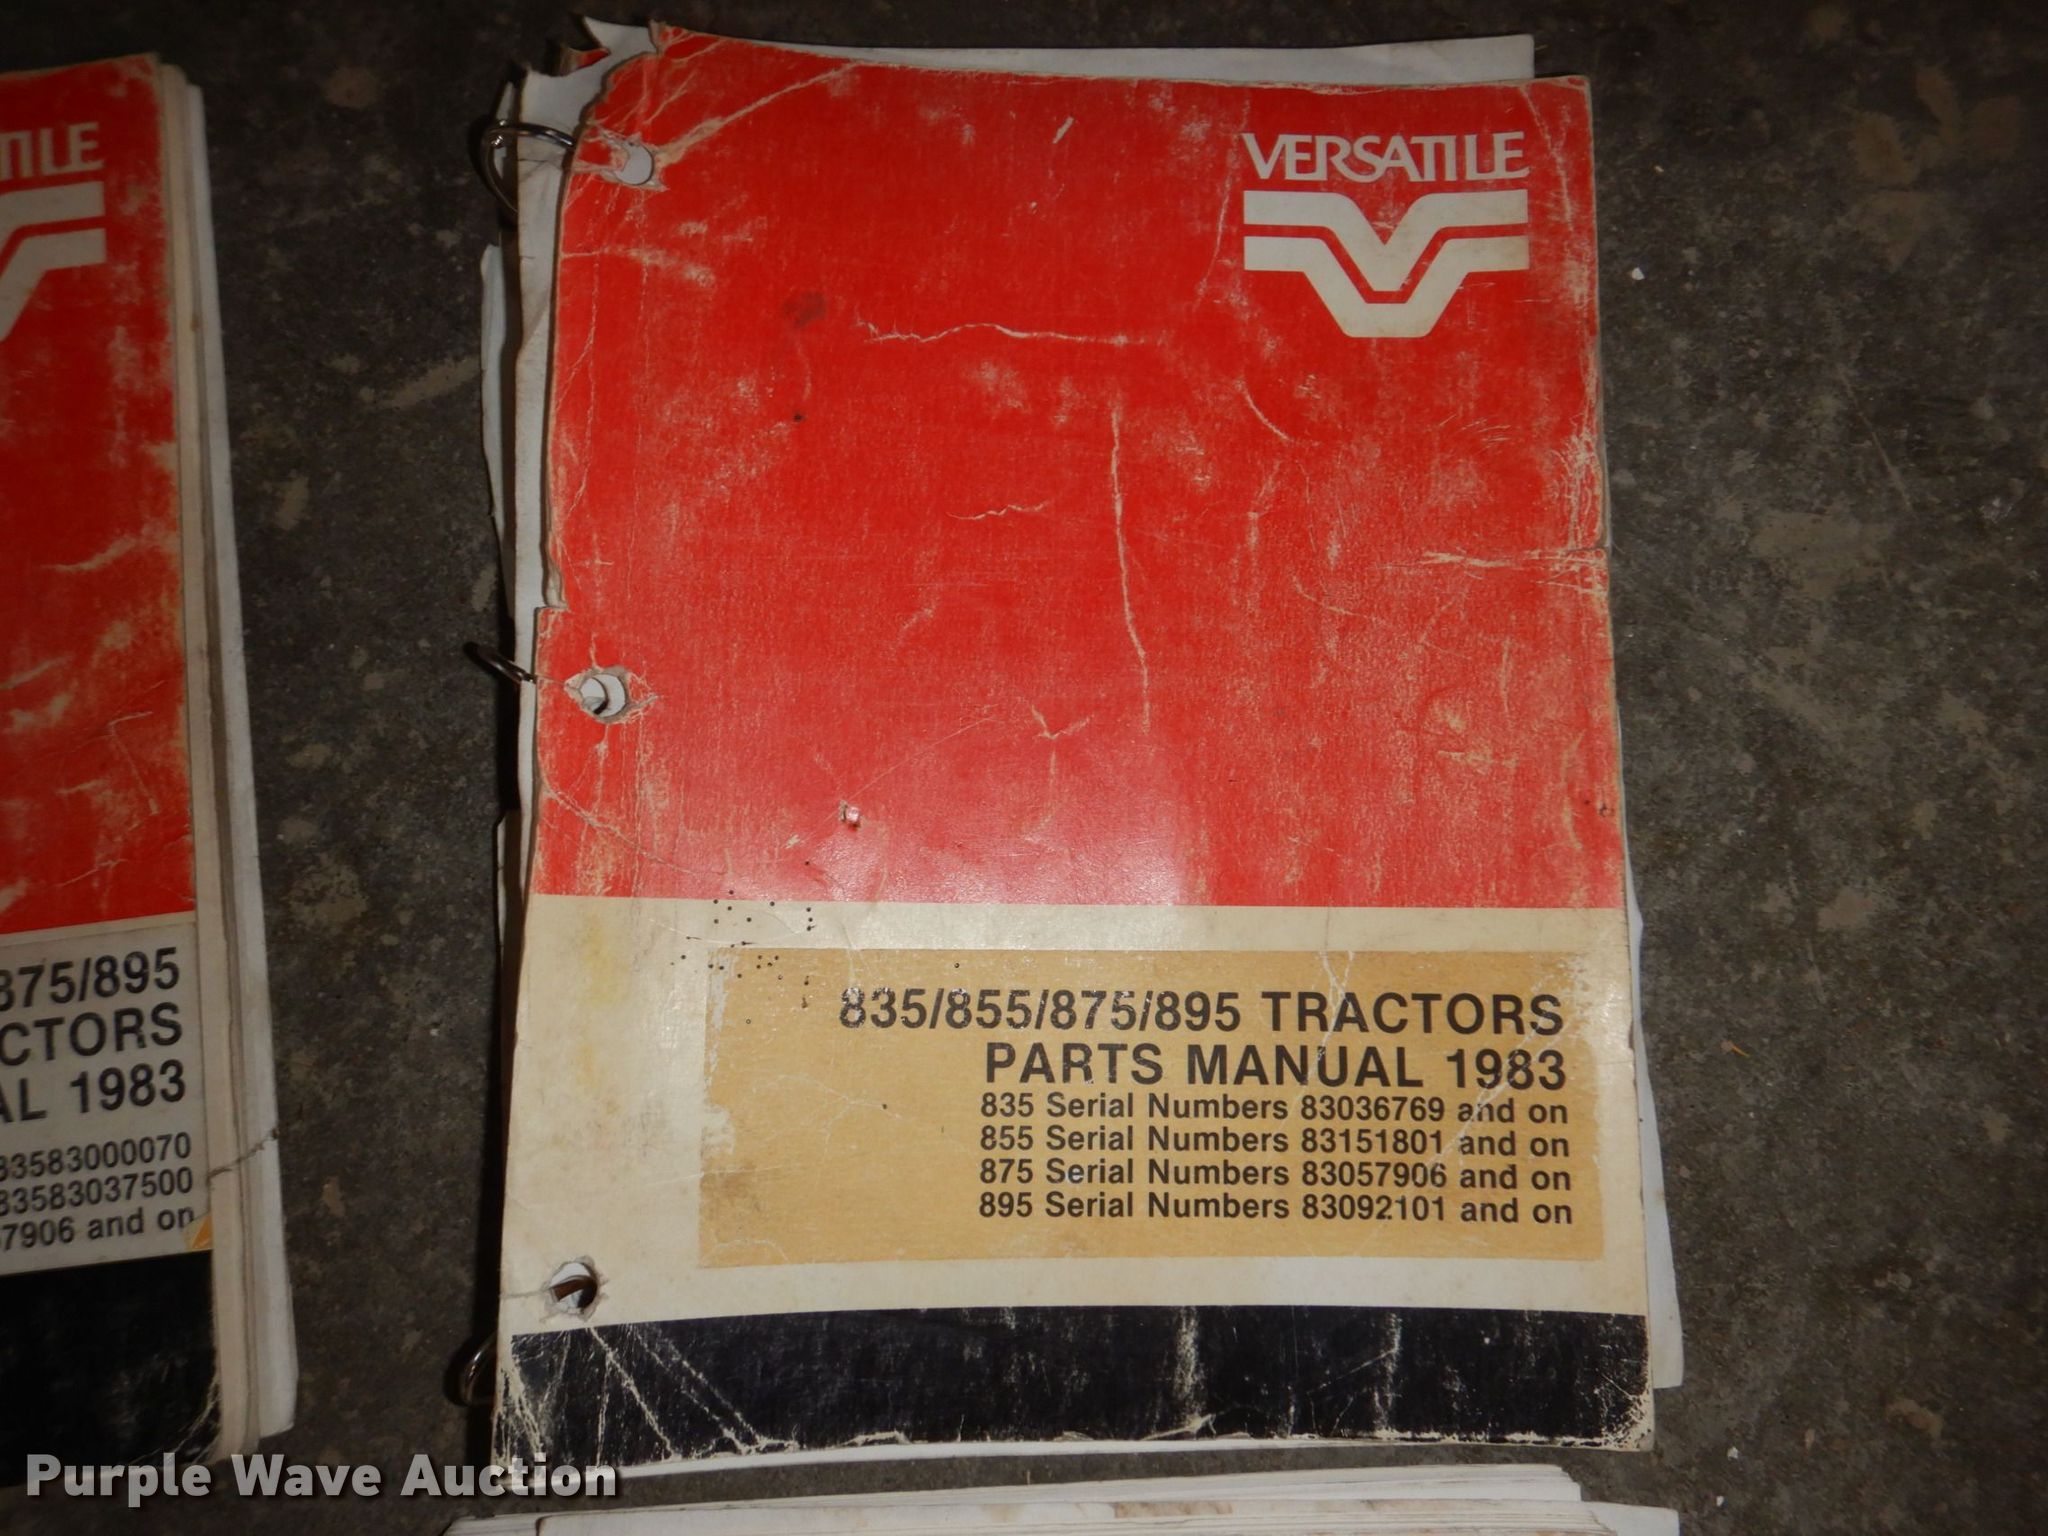 VERSATILE
835/855/875/895 TRACTORS
PARTS MANUAL 1983
835 Serial Numbers 83036769 and on
855 Serial Numbers 83151801 and on
875 Serial Numbers 83057906 and on
895 Serial Numbers 83092101 and on
TILE
875/895
CTORS
AL 1983
83583000070
83583037500
7906 and on
Purple Wave Auction